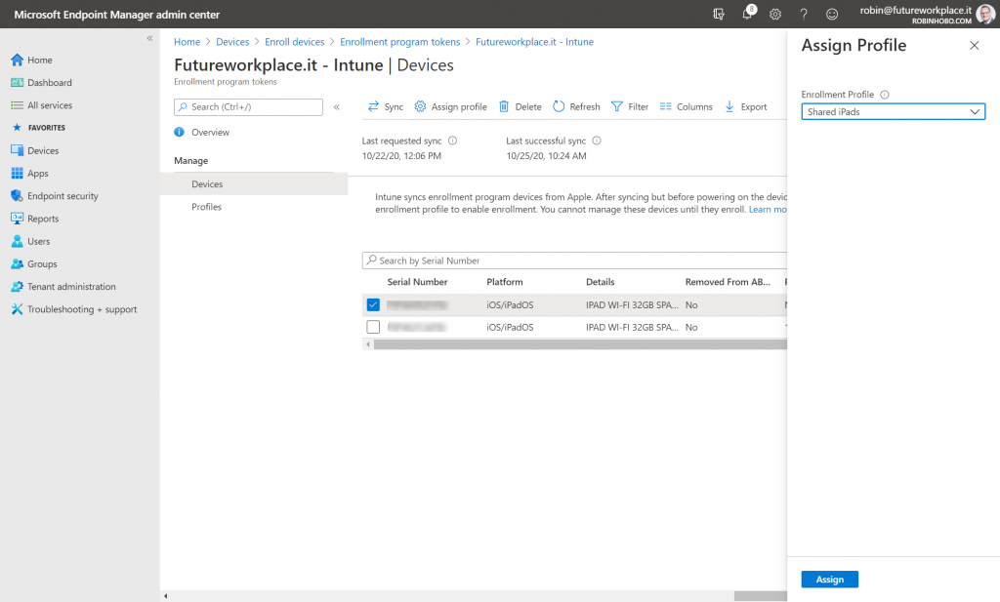 Microsoft Endpoint Manager admin center
8
robin@futureworkplace.it
ROBINHOBO.COM
Home
Dashboard
All services
FAVORITES
Devices
Apps
Endpoint security
Reports
Users
Groups
Tenant administration
Troubleshooting + support
Home > Devices > Enroll devices > Enrollment program tokens > Futureworkplace.it - Intune
Futureworkplace.it - Intune | Devices
Enrollment program tokens
Search (Ctrl+/)
Overview
Manage
Devices
Profiles
Sync Assign profile Delete Refresh Filter Columns Export
Last requested sync Last successful sync
10/22/20, 12:06 PM 10/25/20, 10:24 AM
Intune syncs enrollment program devices from Apple. After syncing but before powering on the devic
enrollment profile to enable enrollment. You cannot manage these devices until they enroll. Learn mo
Search by Serial Number
Serial Number Platform Details Removed From AB...
iOS/iPadOS IPAD WI-FI 32GB SPA... No
iOS/iPadOS IPAD WI-FI 32GB SPA... No
Assign Profile
Enrollment Profile
Shared iPads
Assign